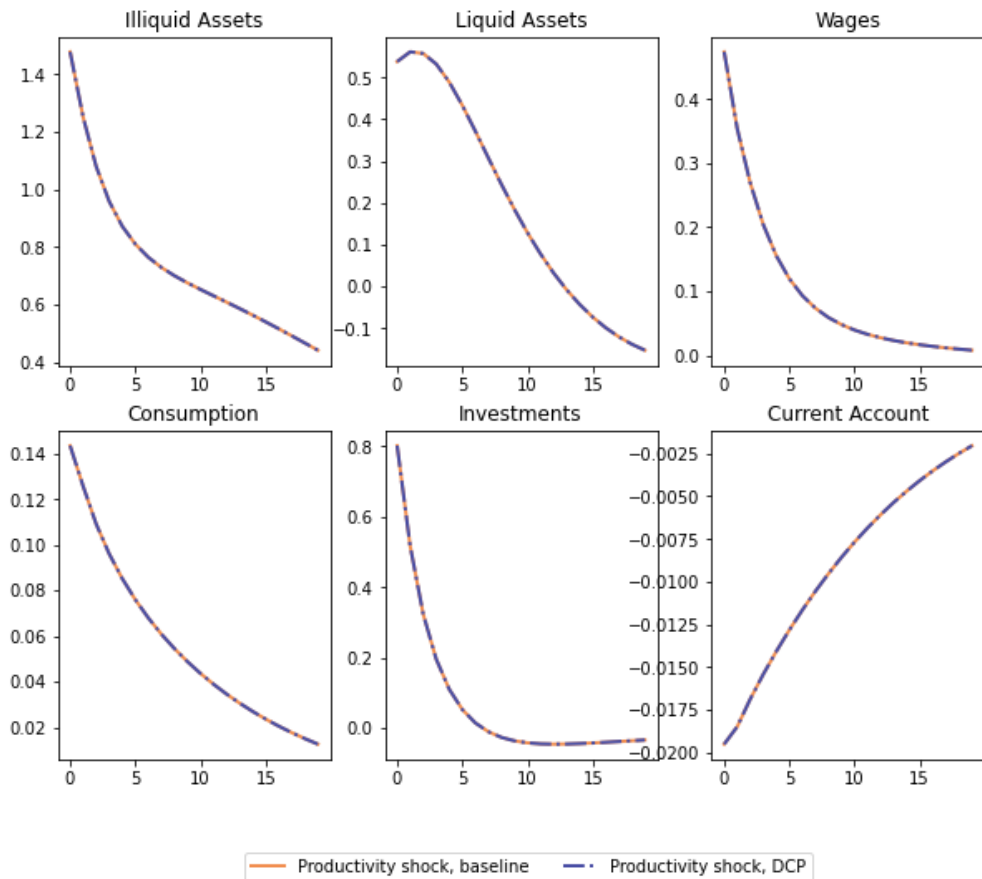 Illiquid Assets
1.4
1.2
1.0
0.8
0.6
0.4
0 5 10 15
Liquid Assets
0.5
0.4
0.3
0.2
0.1
0.0
−0.1
0 5 10 15
Wages
0.4
0.3
0.2
0.1
0.0
0 5 10 15
Consumption
0.14
0.12
0.10
0.08
0.06
0.04
0.02
0 5 10 15
Investments
0.8
0.6
0.4
0.2
0.0
0 5 10 15
Current Account
−0.0025
−0.0050
−0.0075
−0.0100
−0.0125
−0.0150
−0.0175
−0.0200
0 5 10 15
Productivity shock, baseline
Productivity shock, DCP